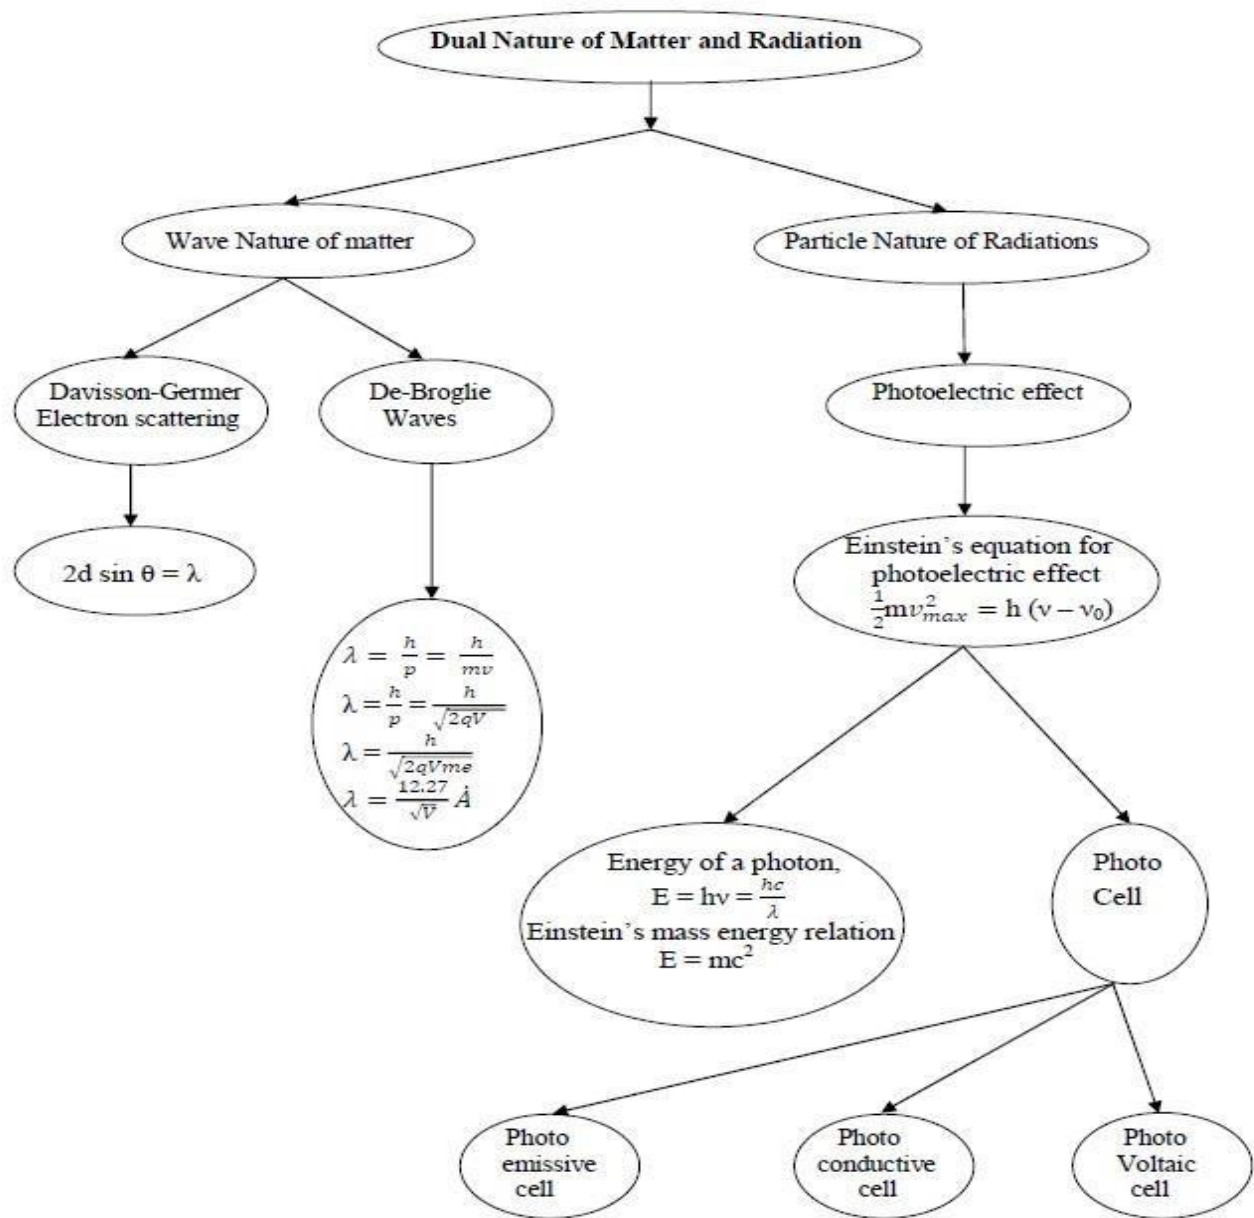 Dual Nature of Matter and Radiation
Wave Nature of matter
Particle Nature of Radiations
Davisson-Germer
Electron scattering
De-Broglie
Waves
Photoelectric effect
2d sin θ = λ
Einstein’s equation for
photoelectric effect
½mv²ₘₐₓ = h (ν – ν₀)
λ = h/p = h/mv
λ = h/p = h/√(2qV)
λ = h/√(2qVme)
λ = 12.27/√V Ȧ
Energy of a photon,
E = hν = hc/λ
Einstein’s mass energy relation
E = mc²
Photo
Cell
Photo
emissive
cell
Photo
conductive
cell
Photo
Voltaic
cell